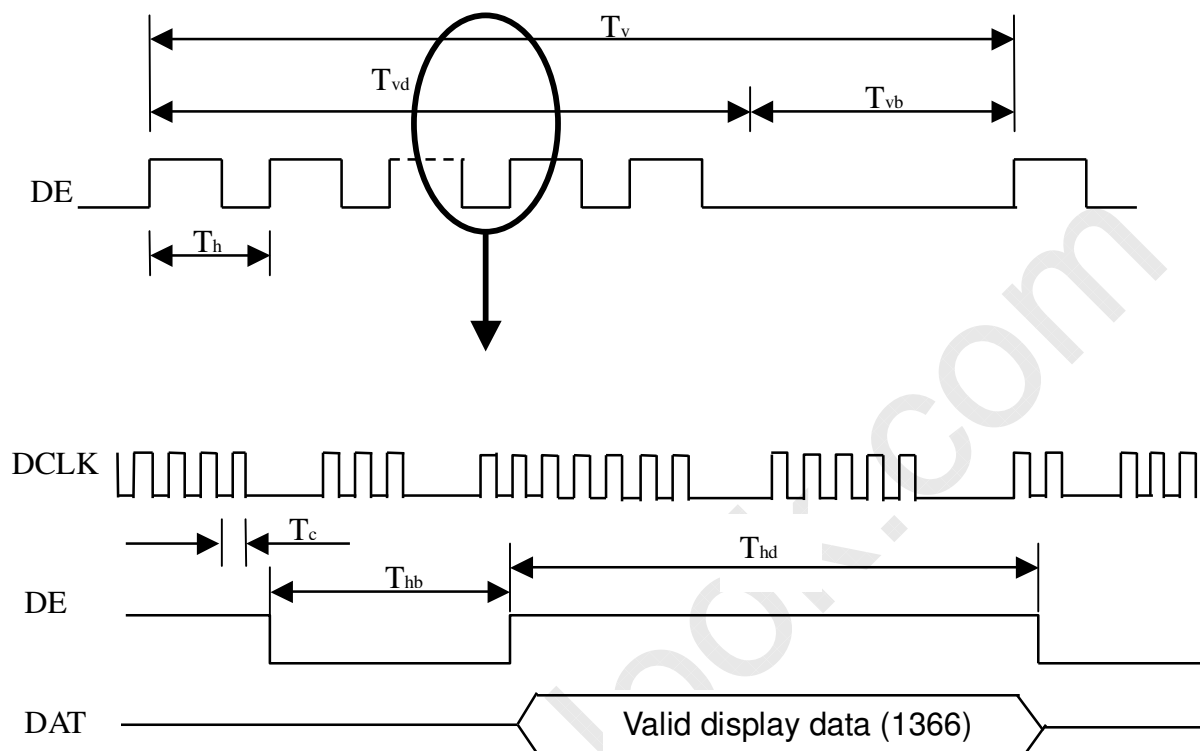 Tv
Tvd
Tvb
DE
Th
DCLK
Tc
Thd
Thb
DE
DAT
Valid display data (1366)